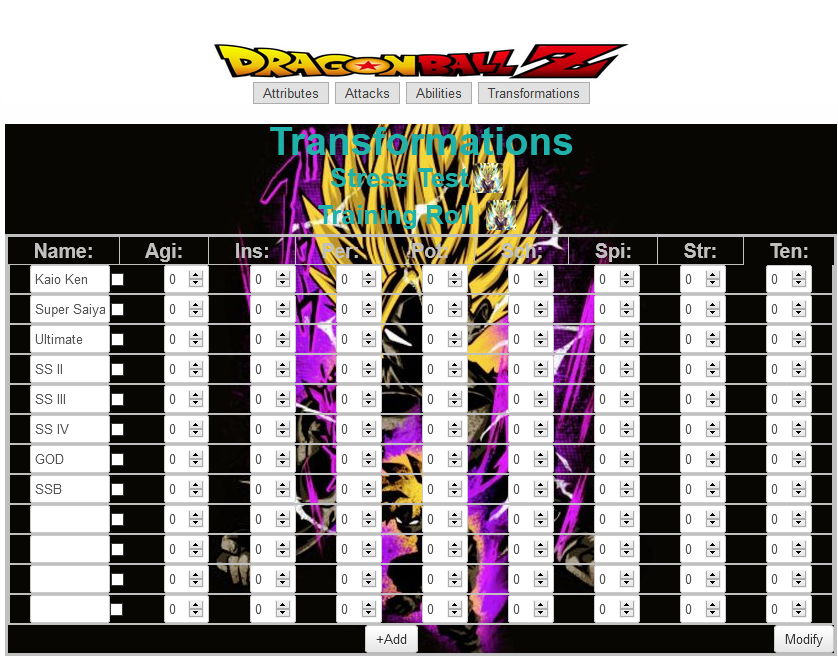 DRAGONBALL Z
Attributes Attacks Abilities Transformations
Transformations
Stress Test
Training Roll
Name: Agi: Ins: Per: Pot: Sch: Spi: Str: Ten:
Kaio Ken 0 0 0 0 0 0 0 0
Super Saiya 0 0 0 0 0 0 0 0
Ultimate 0 0 0 0 0 0 0 0
SS II 0 0 0 0 0 0 0 0
SS III 0 0 0 0 0 0 0 0
SS IV 0 0 0 0 0 0 0 0
GOD 0 0 0 0 0 0 0 0
SSB 0 0 0 0 0 0 0 0
0 0 0 0 0 0 0 0
0 0 0 0 0 0 0 0
0 0 0 0 0 0 0 0
0 0 0 0 0 0 0 0
+Add Modify